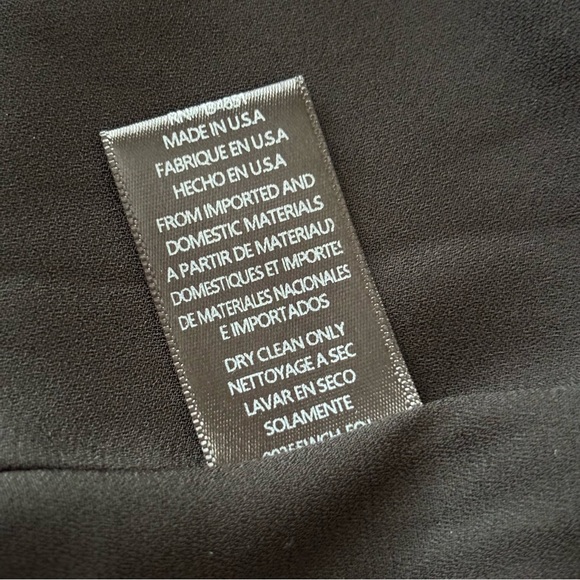 MADE IN U.S.A
FABRIQUE EN U.S.A
HECHO EN U.S.A
FROM IMPORTED AND
DOMESTIC MATERIALS
A PARTIR DE MATERIAUX
DOMESTIQUES ET IMPORTE
DE MATERIALES NACIONALES
E IMPORTADOS
DRY CLEAN ONLY
NETTOYAGE A SEC
LAVAR EN SECO
SOLAMENTE